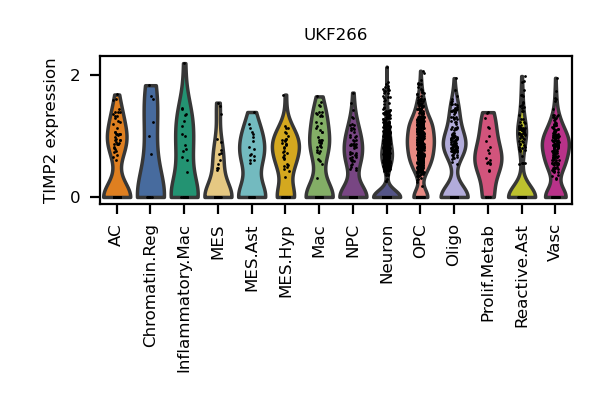 UKF266
TIMP2 expression
2
0
AC
Chromatin.Reg
Inflammatory.Mac
MES
MES.Ast
MES.Hyp
Mac
NPC
Neuron
OPC
Oligo
Prolif.Metab
Reactive.Ast
Vasc